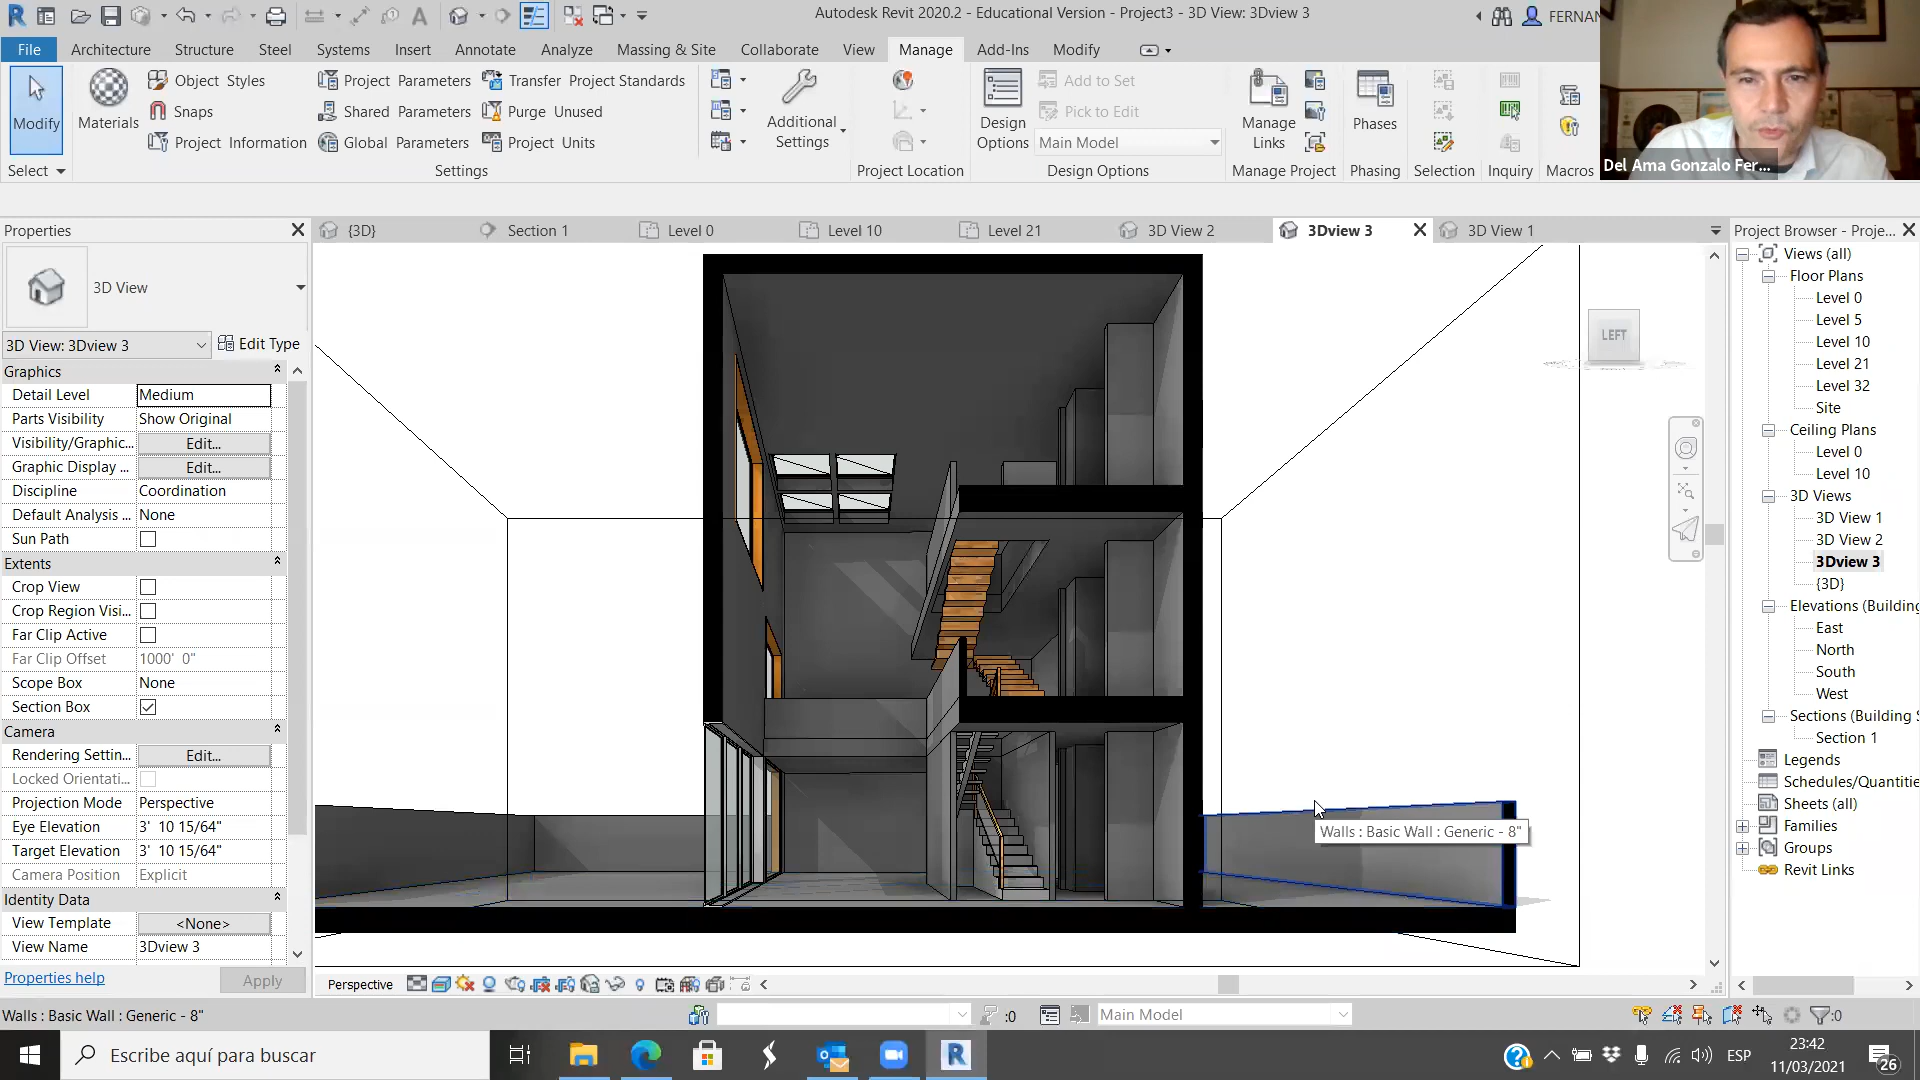 Autodesk Revit 2020.2 - Educational Version - Project3 - 3D View: 3Dview 3
FERNAN
File
Architecture
Structure
Steel
Systems
Insert
Annotate
Analyze
Massing & Site
Collaborate
View
Manage
Add-Ins
Modify
Modify
Materials
Object Styles
Snaps
Project Information
Project Parameters
Shared Parameters
Global Parameters
Transfer Project Standards
Purge Unused
Project Units
Additional
Settings
Design
Options
Add to Set
Pick to Edit
Main Model
Manage
Links
Phases
Select
Settings
Project Location
Design Options
Manage Project
Phasing
Selection
Inquiry
Macros
Del Ama Gonzalo Fer...
Properties
3D View
3D View: 3Dview 3
Edit Type
Graphics
Detail Level
Medium
Parts Visibility
Show Original
Visibility/Graphic...
Edit...
Graphic Display ...
Edit...
Discipline
Coordination
Default Analysis ...
None
Sun Path
Extents
Crop View
Crop Region Visi...
Far Clip Active
Far Clip Offset
1000' 0"
Scope Box
None
Section Box
Camera
Rendering Settin...
Edit...
Locked Orientati...
Projection Mode
Perspective
Eye Elevation
3' 10 15/64"
Target Elevation
3' 10 15/64"
Camera Position
Explicit
Identity Data
View Template
<None>
View Name
3Dview 3
Properties help
Apply
{3D}
Section 1
Level 0
Level 10
Level 21
3D View 2
3Dview 3
3D View 1
LEFT
Walls : Basic Wall : Generic - 8"
Perspective
Project Browser - Proje...
Views (all)
Floor Plans
Level 0
Level 5
Level 10
Level 21
Level 32
Site
Ceiling Plans
Level 0
Level 10
3D Views
3D View 1
3D View 2
3Dview 3
{3D}
Elevations (Building
East
North
South
West
Sections (Building S
Section 1
Legends
Schedules/Quantitie
Sheets (all)
Families
Groups
Revit Links
Walls : Basic Wall : Generic - 8"
:0
Main Model
:0
Escribe aquí para buscar
ESP
23:42
11/03/2021
26